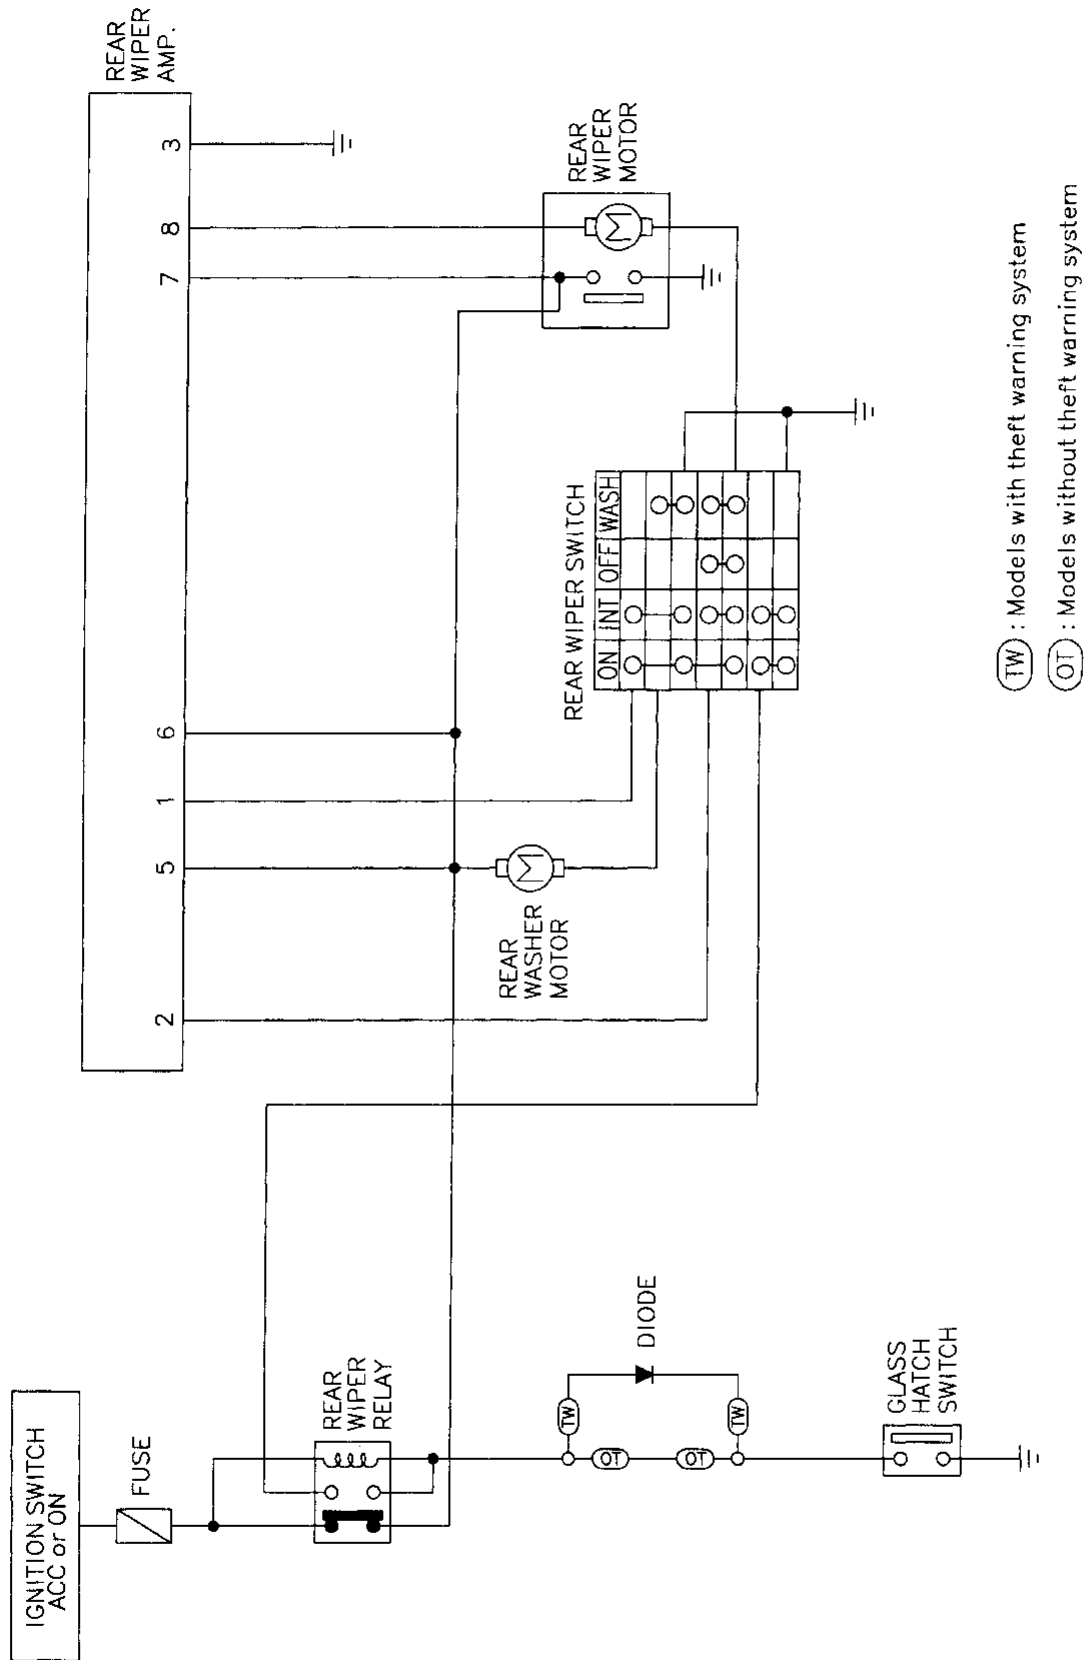 IGNITION SWITCH
ACC or ON
FUSE
REAR
WIPER
RELAY
DIODE
TW
TW
OT
OT
GLASS
HATCH
SWITCH
REAR
WIPER
AMP.
2
5
1
6
7
8
3
REAR
WASHER
MOTOR
M
REAR WIPER SWITCH
ON INT OFF WASH
REAR
WIPER
MOTOR
M
TW : Models with theft warning system
OT : Models without theft warning system